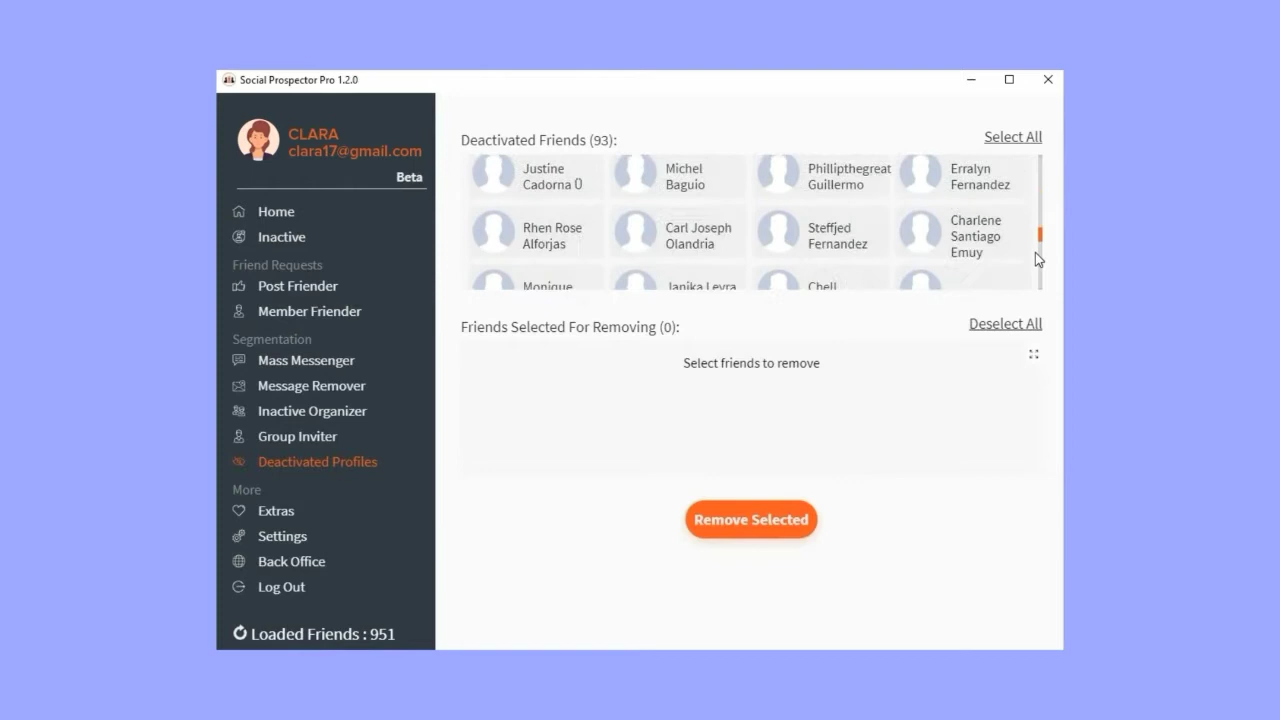 Social Prospector Pro 1.2.0
CLARA
clara17@gmail.com
Beta
Home
Inactive
Friend Requests
Post Friender
Member Friender
Segmentation
Mass Messenger
Message Remover
Inactive Organizer
Group Inviter
Deactivated Profiles
More
Extras
Settings
Back Office
Log Out
Loaded Friends : 951
Deactivated Friends (93):
Select All
Justine
Cadorna ()
Michel
Baguio
Phillipthegreat
Guillermo
Erralyn
Fernandez
Rhen Rose
Alforjas
Carl Joseph
Olandria
Steffjed
Fernandez
Charlene
Santiago
Emuy
Monique
Janika Leyra
Chell
Friends Selected For Removing (0):
Deselect All
Select friends to remove
Remove Selected